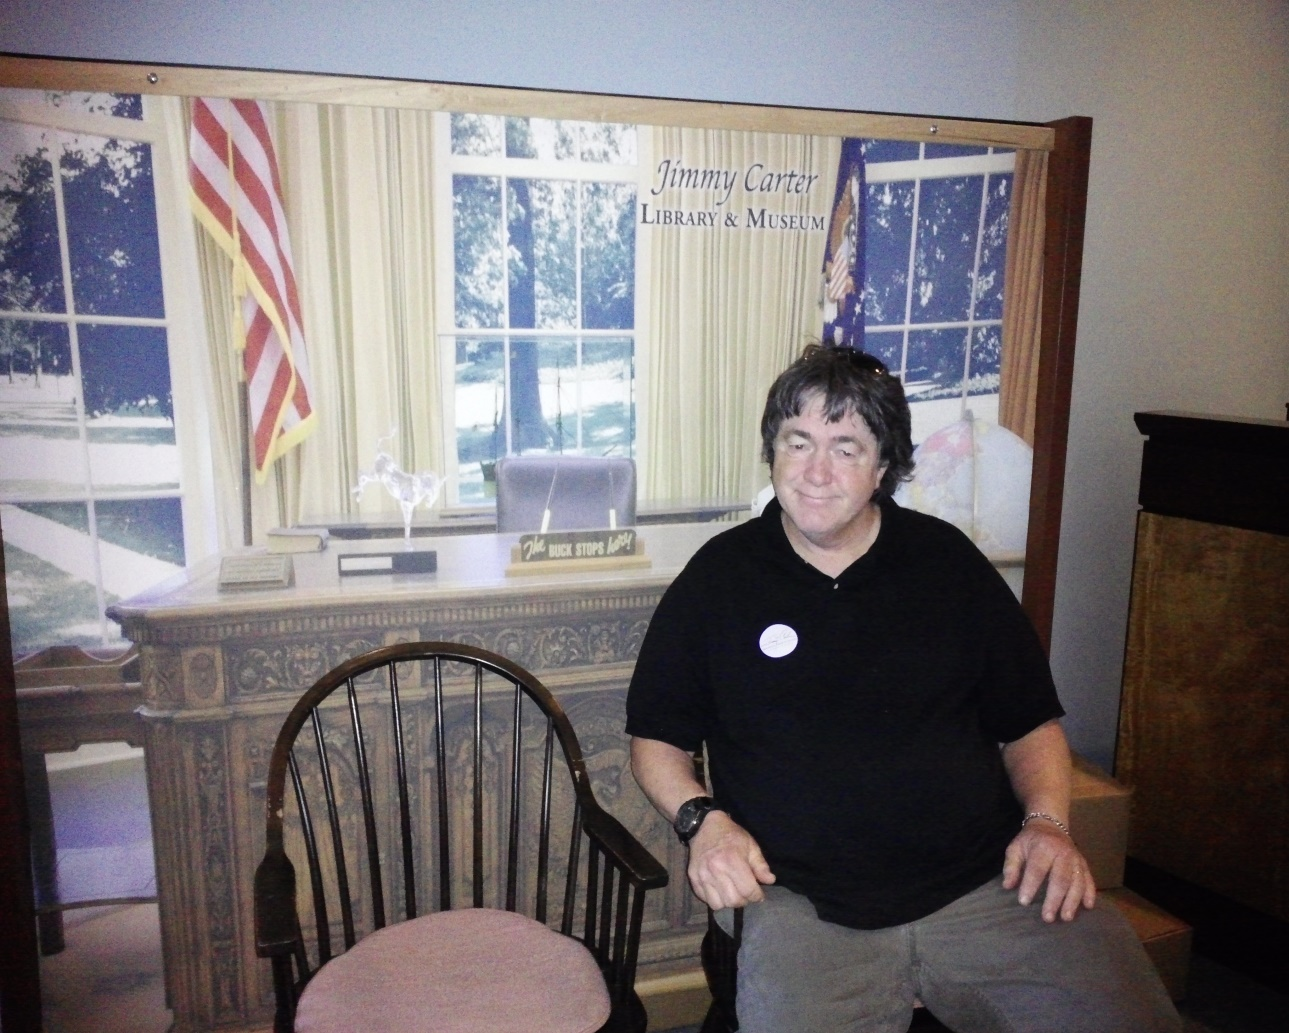 Jimmy Carter
LIBRARY & MUSEUM
The BUCK STOPS here!